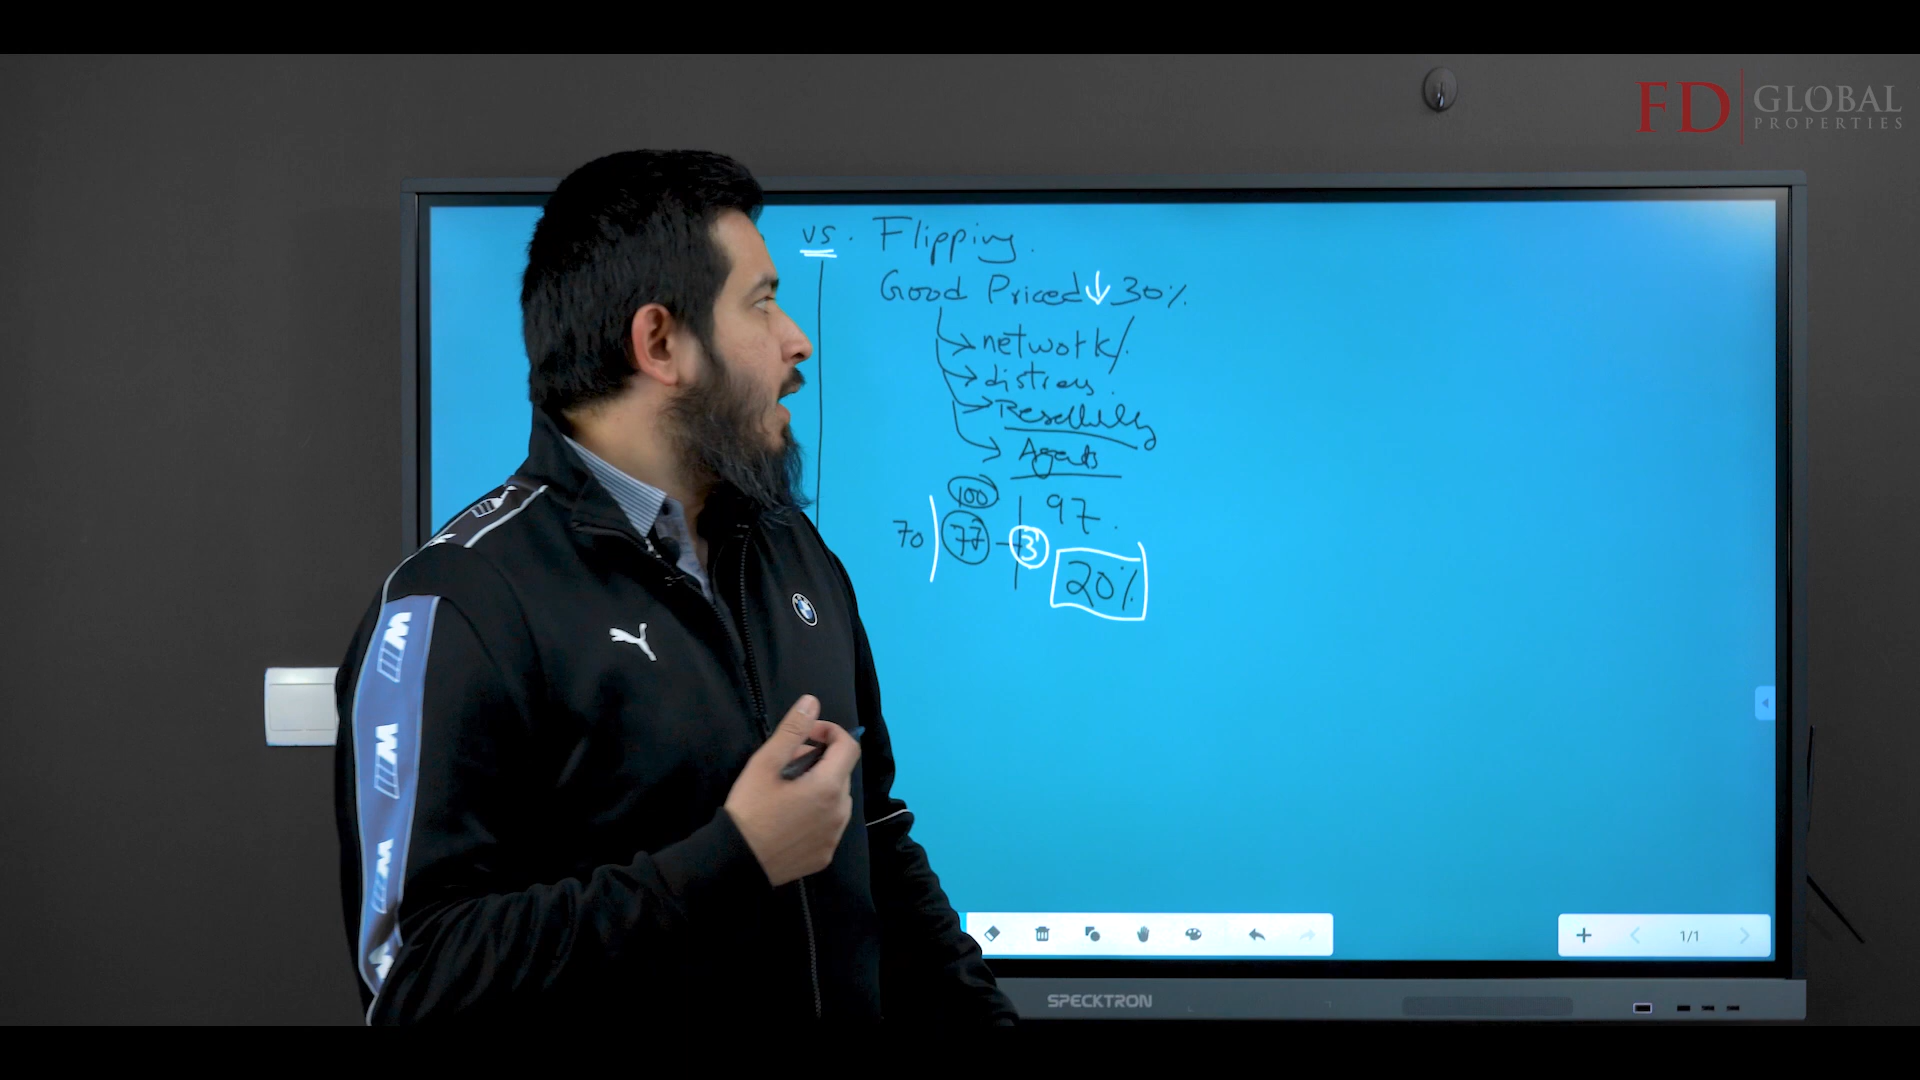 FD GLOBAL
PROPERTIES
vs. Flipping.
Good Priced ↓ 30%
→ network/.
→ distress.
→
→ Agents
100 97.
70 77 - 3
20%
1/1
SPECKTRON